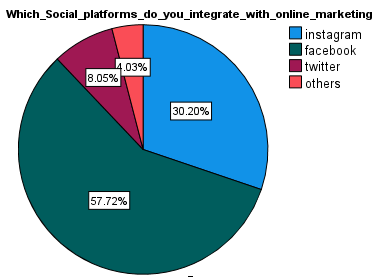 Which_Social_platforms_do_you_integrate_with_online_marketing
instagram
facebook
twitter
others
4.03%
8.05%
30.20%
57.72%